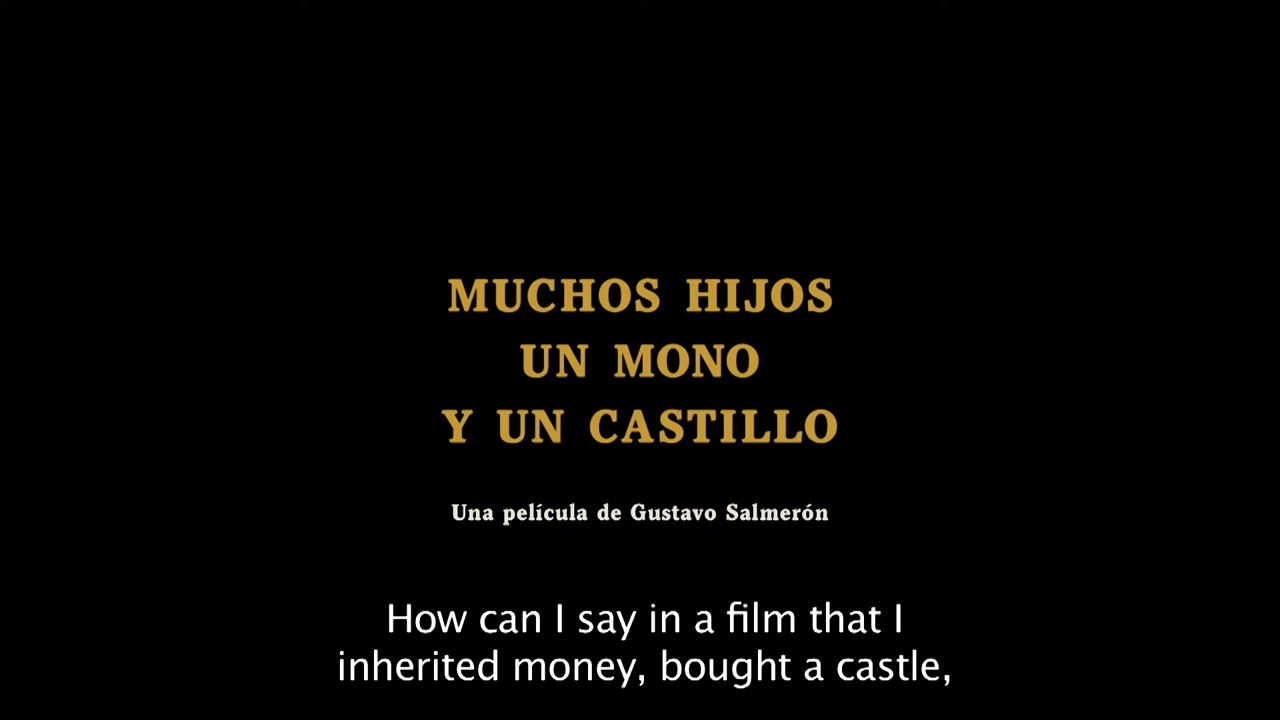 MUCHOS HIJOS
UN MONO
Y UN CASTILLO
Una película de Gustavo Salmerón
How can I say in a film that I
inherited money, bought a castle,